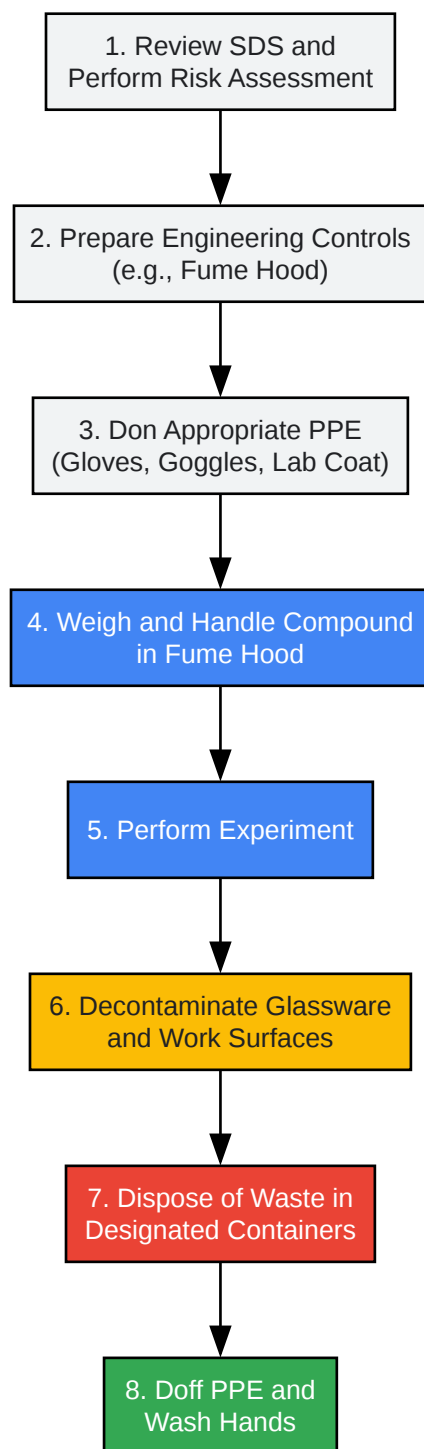 1. Review SDS and
Perform Risk Assessment
2. Prepare Engineering Controls
(e.g., Fume Hood)
3. Don Appropriate PPE
(Gloves, Goggles, Lab Coat)
4. Weigh and Handle Compound
in Fume Hood
5. Perform Experiment
6. Decontaminate Glassware
and Work Surfaces
7. Dispose of Waste in
Designated Containers
8. Doff PPE and
Wash Hands